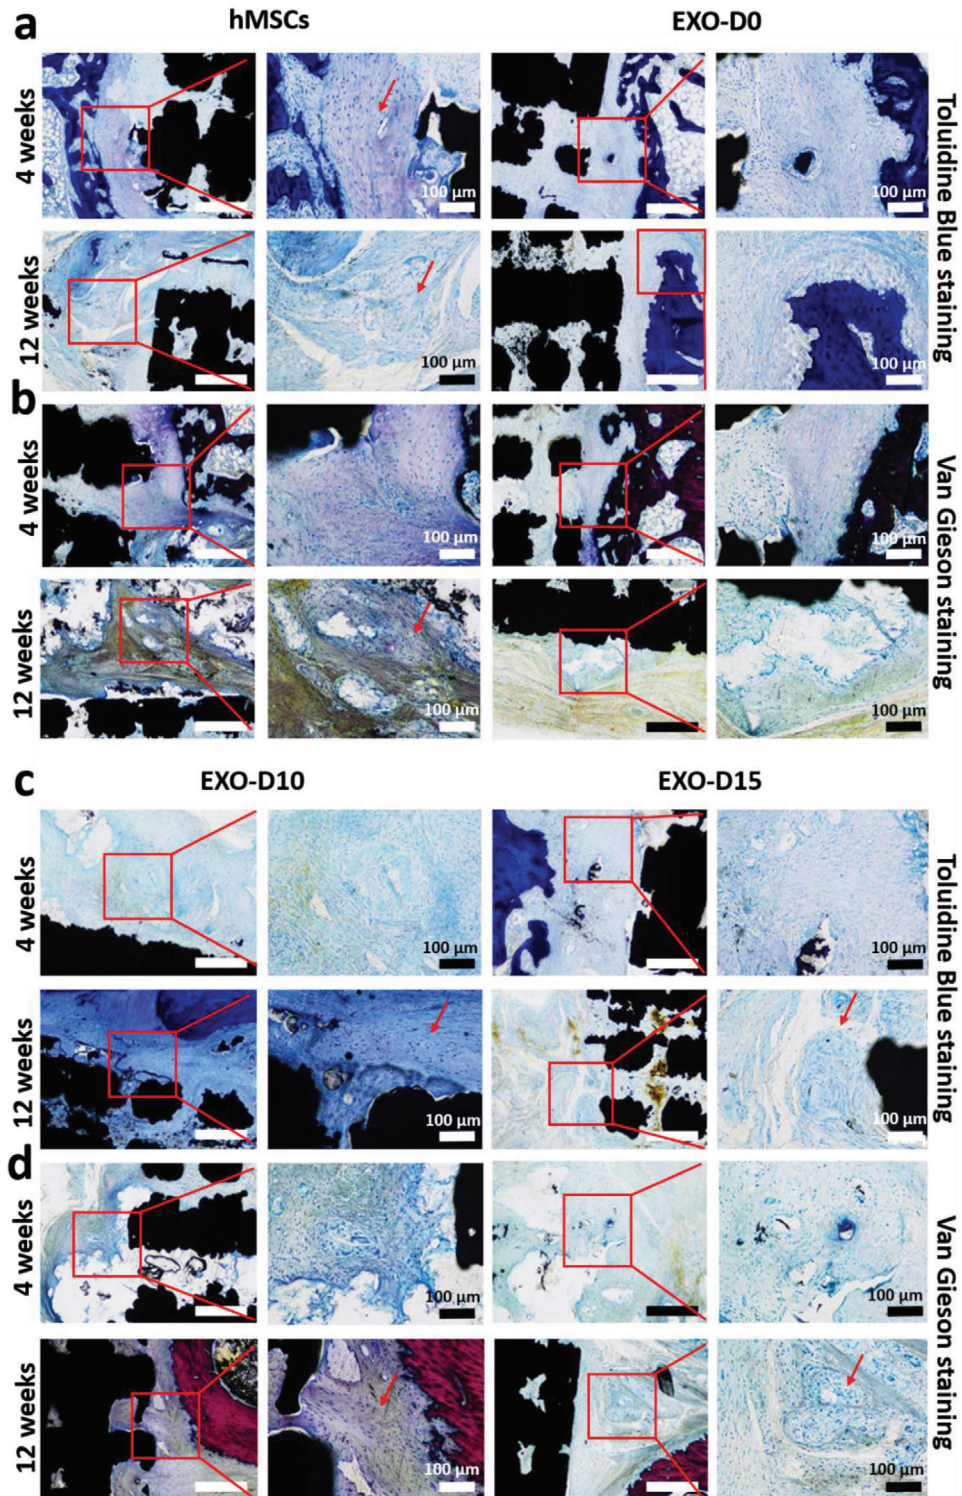 a
hMSCs
EXO-D0
4 weeks
100 µm
100 µm
12 weeks
100 µm
100 µm
Toluidine Blue staining
b
4 weeks
100 µm
100 µm
12 weeks
100 µm
100 µm
Van Gieson staining
c
EXO-D10
EXO-D15
4 weeks
100 µm
100 µm
12 weeks
100 µm
100 µm
Toluidine Blue staining
d
4 weeks
100 µm
100 µm
12 weeks
100 µm
100 µm
Van Gieson staining